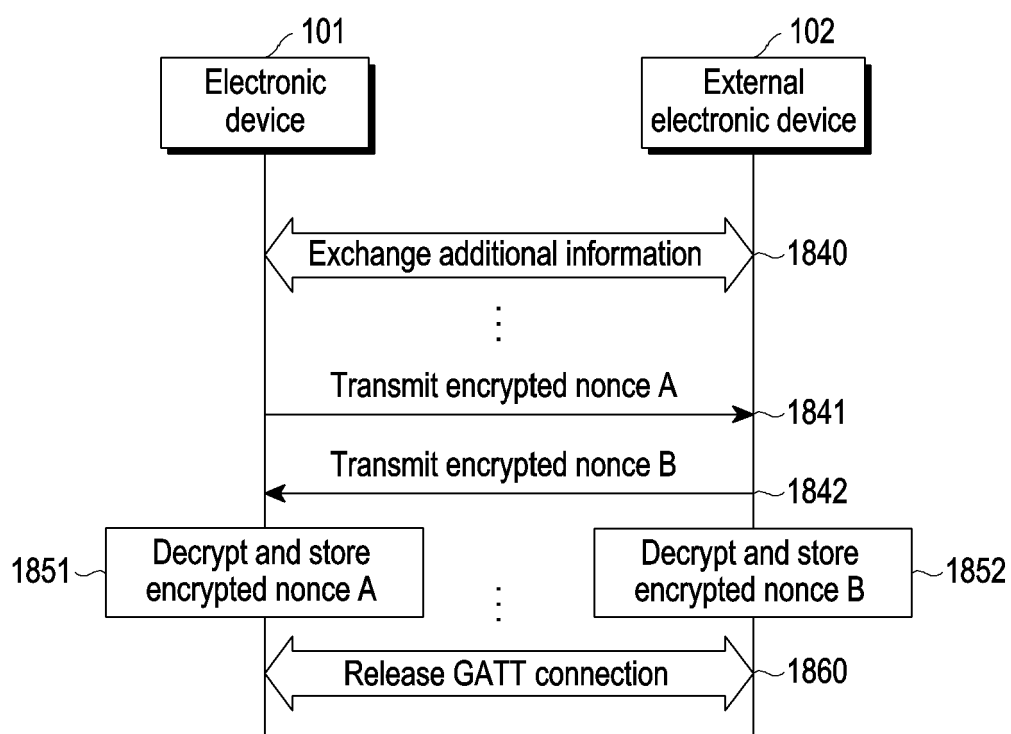 101
102
Electronic
device
External
electronic device
Exchange additional information
1840
Transmit encrypted nonce A
1841
Transmit encrypted nonce B
1842
1851
Decrypt and store
encrypted nonce A
Decrypt and store
encrypted nonce B
1852
Release GATT connection
1860